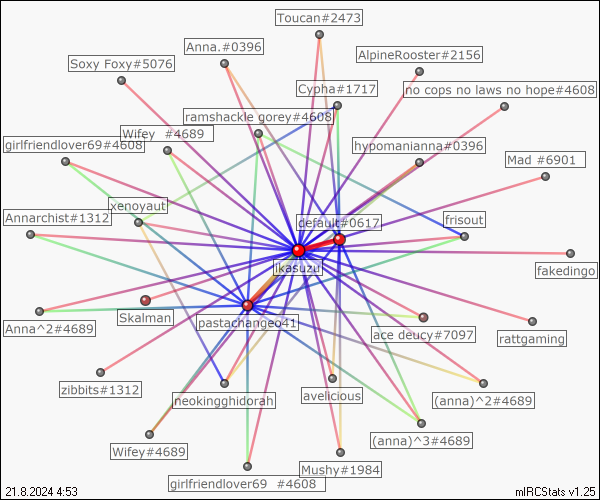 Toucan#2473
Anna.#0396
AlpineRooster#2156
Soxy Foxy#5076
Cypha#1717
no cops no laws no hope#4608
ramshackle gorey#4608
Wifey  #4689
girlfriendlover69#4608
hypomanianna#0396
Mad #6901
xenoyaut
Annarchist#1312
default#0617
frisout
ikasuzu
fakedingo
Skalman
pastachangeo41
Anna^2#4689
ace deucy#7097
rattgaming
zibbits#1312
neokingghidorah
avelicious
(anna)^2#4689
(anna)^3#4689
Wifey#4689
Mushy#1984
girlfriendlover69  #4608
21.8.2024 4:53
mIRCStats v1.25